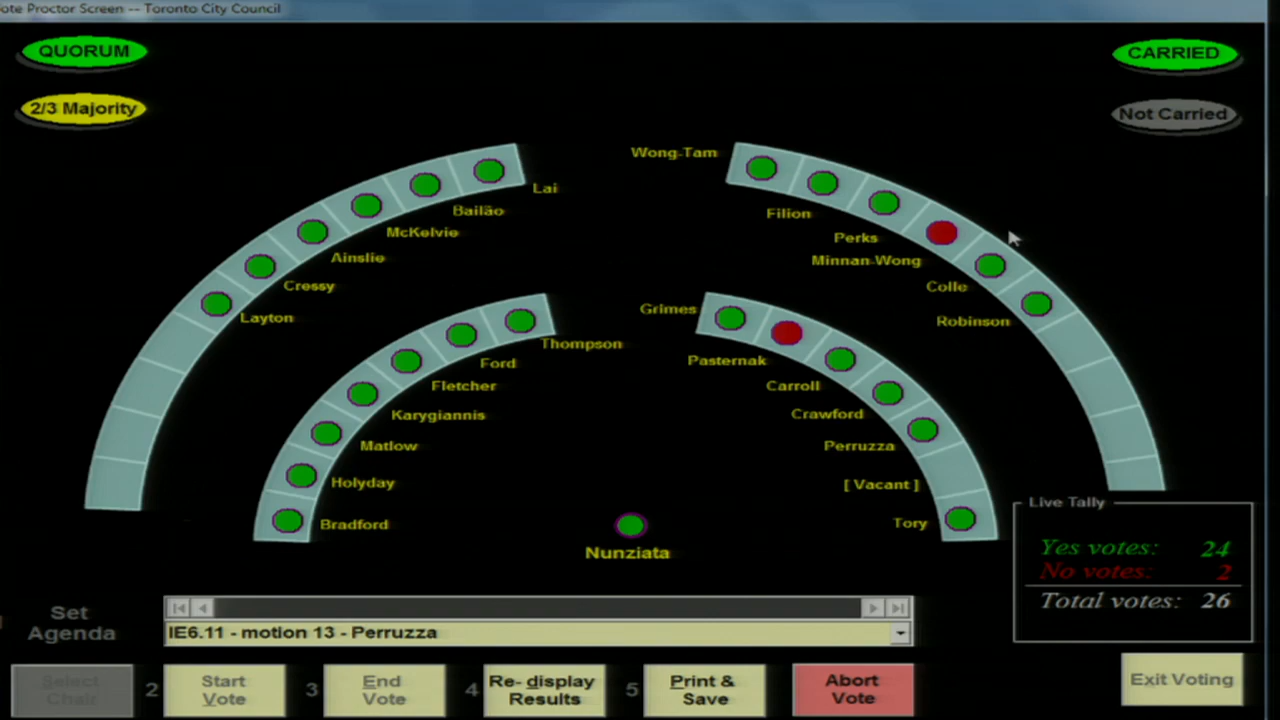 ote Proctor Screen -- Toronto City Council
QUORUM
CARRIED
2/3 Majority
Not Carried
Wong-Tam
Lai
Bailão
Filion
McKelvie
Perks
Ainslie
Minnan-Wong
Cressy
Colle
Layton
Robinson
Grimes
Thompson
Pasternak
Ford
Fletcher
Carroll
Karygiannis
Crawford
Matlow
Perruzza
Holyday
[ Vacant ]
Bradford
Tory
Nunziata
Live Tally
Yes votes: 24
No votes: 2
Total votes: 26
Set
Agenda
IE6.11 - motion 13 - Perruzza
Select
Chair
2
Start
Vote
3
End
Vote
4
Re-display
Results
5
Print &
Save
Abort
Vote
Exit Voting